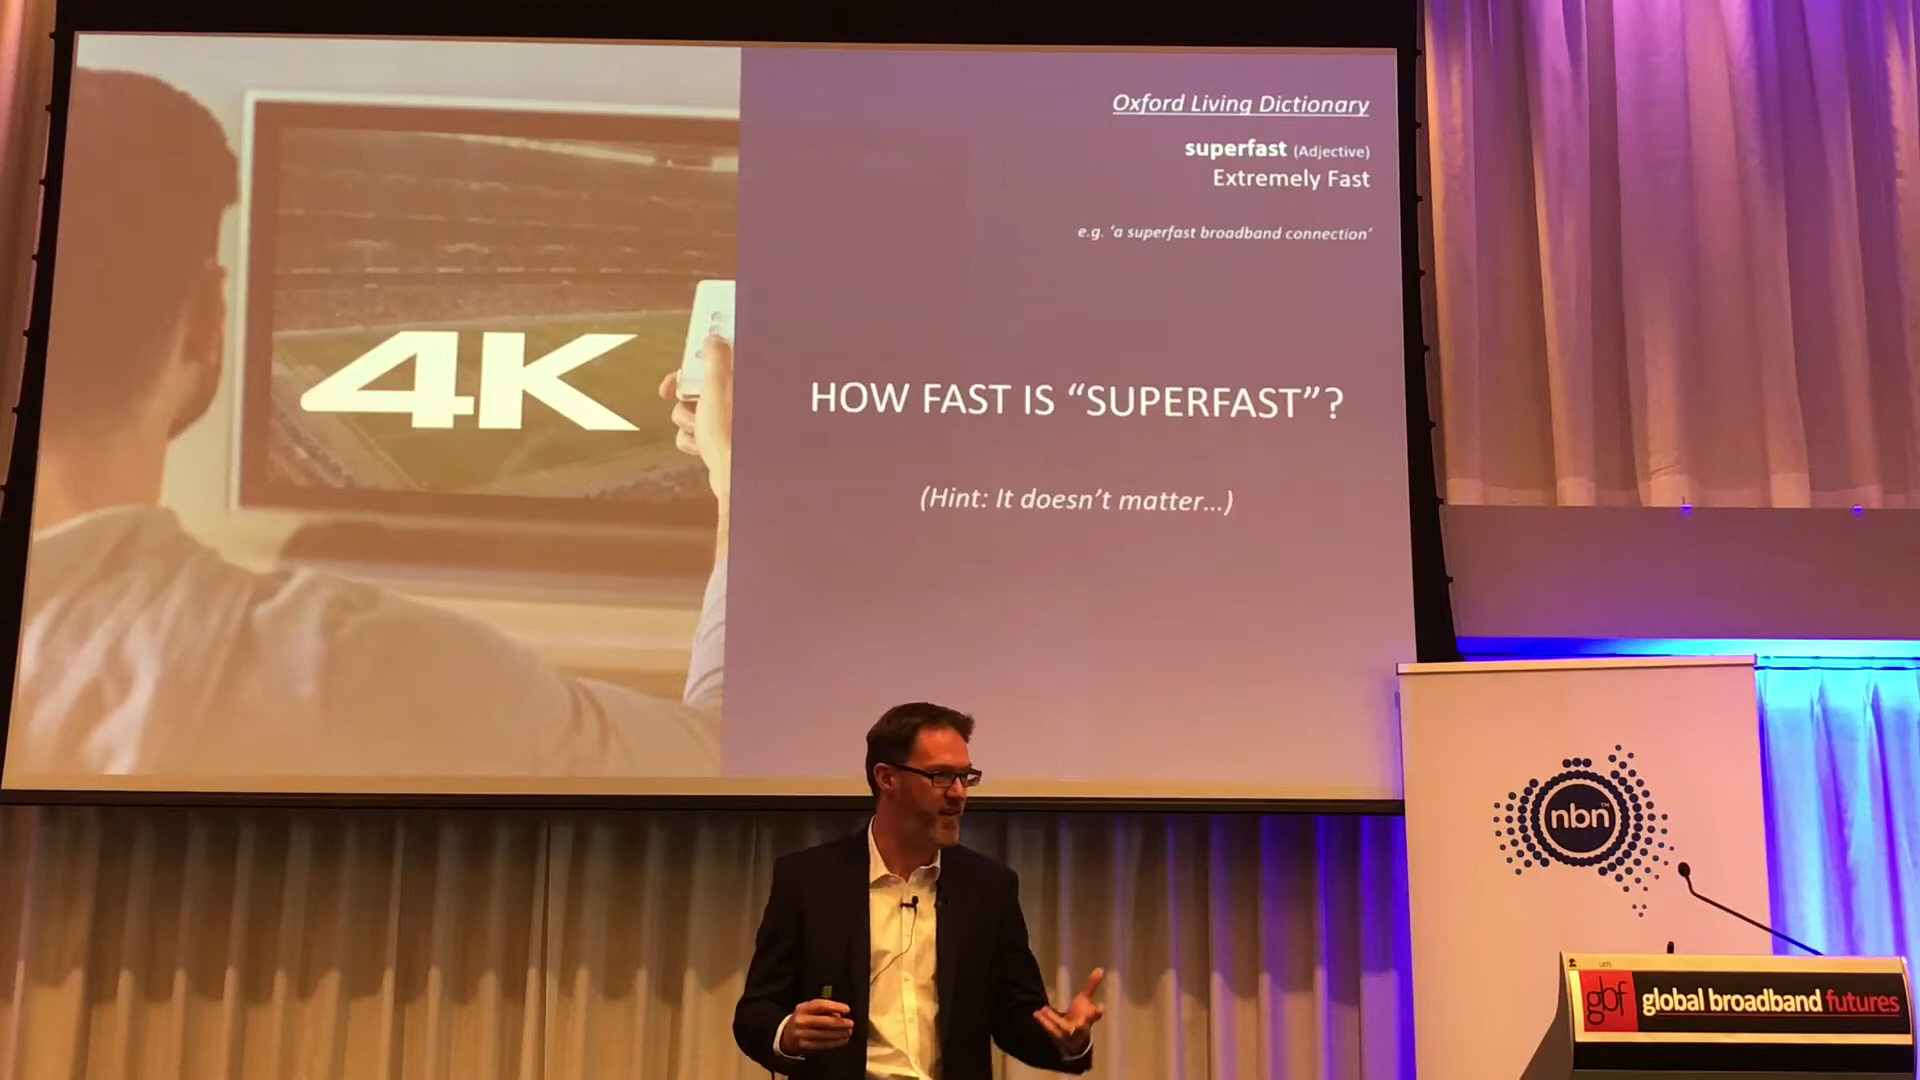 4K
Oxford Living Dictionary
superfast (Adjective)
Extremely Fast
e.g. ‘a superfast broadband connection’
HOW FAST IS “SUPERFAST”?
(Hint: It doesn’t matter...)
nbn™
gbf global broadband futures